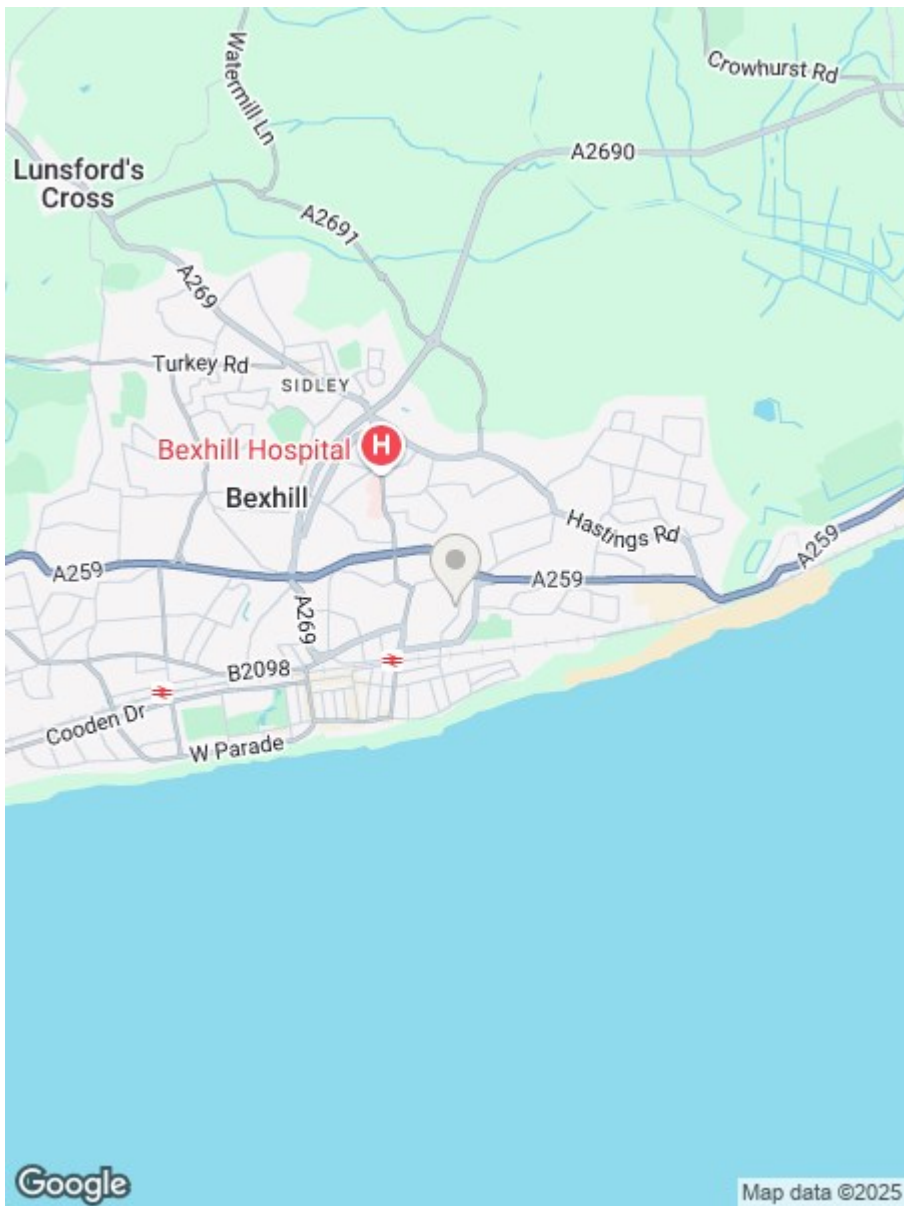 Crowhurst Rd
Watermill Ln
A2690
Lunsford's
Cross
A2691
A269
Turkey Rd
SIDLEY
Bexhill Hospital H
Bexhill
Hastings Rd
A259
A259
A259
A269
B2098
Cooden Dr
W Parade
Google
Map data ©2025